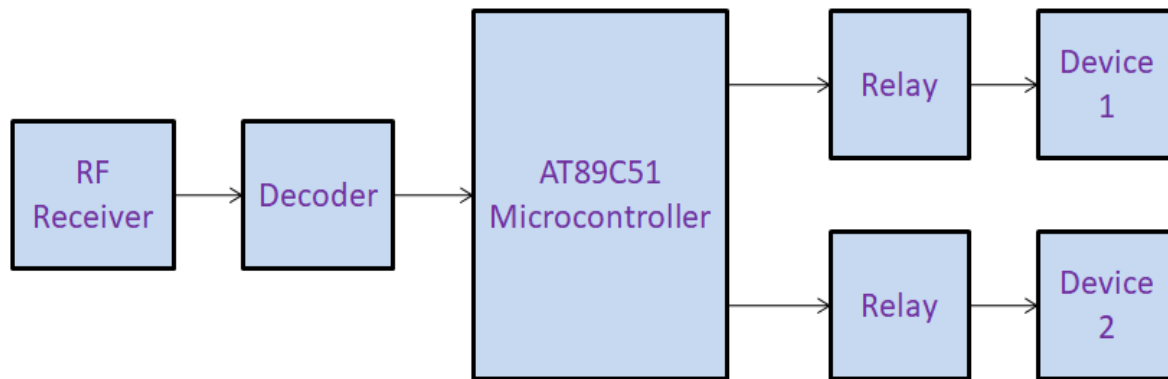 RF
Receiver
Decoder
AT89C51
Microcontroller
Relay
Device
1
Relay
Device
2